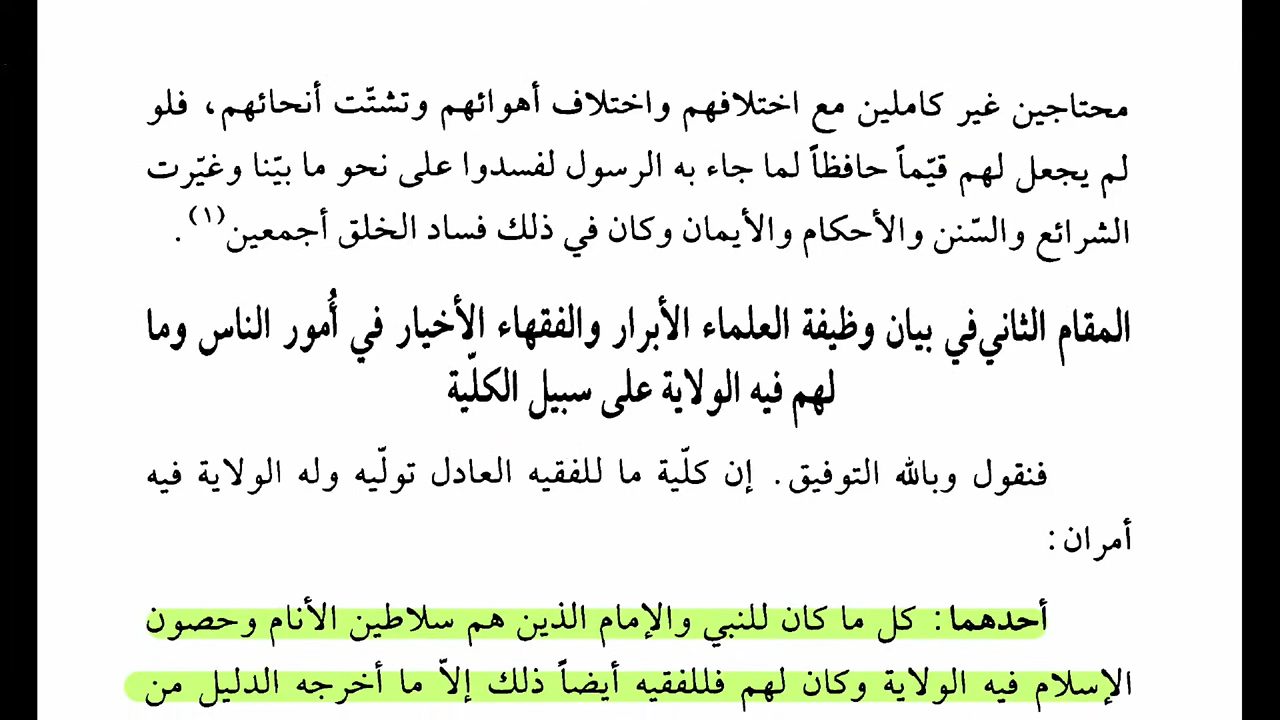 محتاجين غير كاملين مع اختلافهم واختلاف أهوائهم وتشتّت أنحائهم، فلو
لم يجعل لهم قيّماً حافظاً لما جاء به الرسول لفسدوا على نحو ما بيّنا وغيّرت
الشرائع والسّنن والأحكام والأيمان وكان في ذلك فساد الخلق أجمعين(١).
المقام الثاني في بيان وظيفة العلماء الأبرار والفقهاء الأخيار في أُمور الناس وما
لهم فيه الولاية على سبيل الكلّية
فنقول وبالله التوفيق. إن كلّية ما للفقيه العادل تولّيه وله الولاية فيه
أمران:
أحدهما: كل ما كان للنبي والإمام الذين هم سلاطين الأنام وحصون
الإسلام فيه الولاية وكان لهم فللفقيه أيضاً ذلك إلاّ ما أخرجه الدليل من